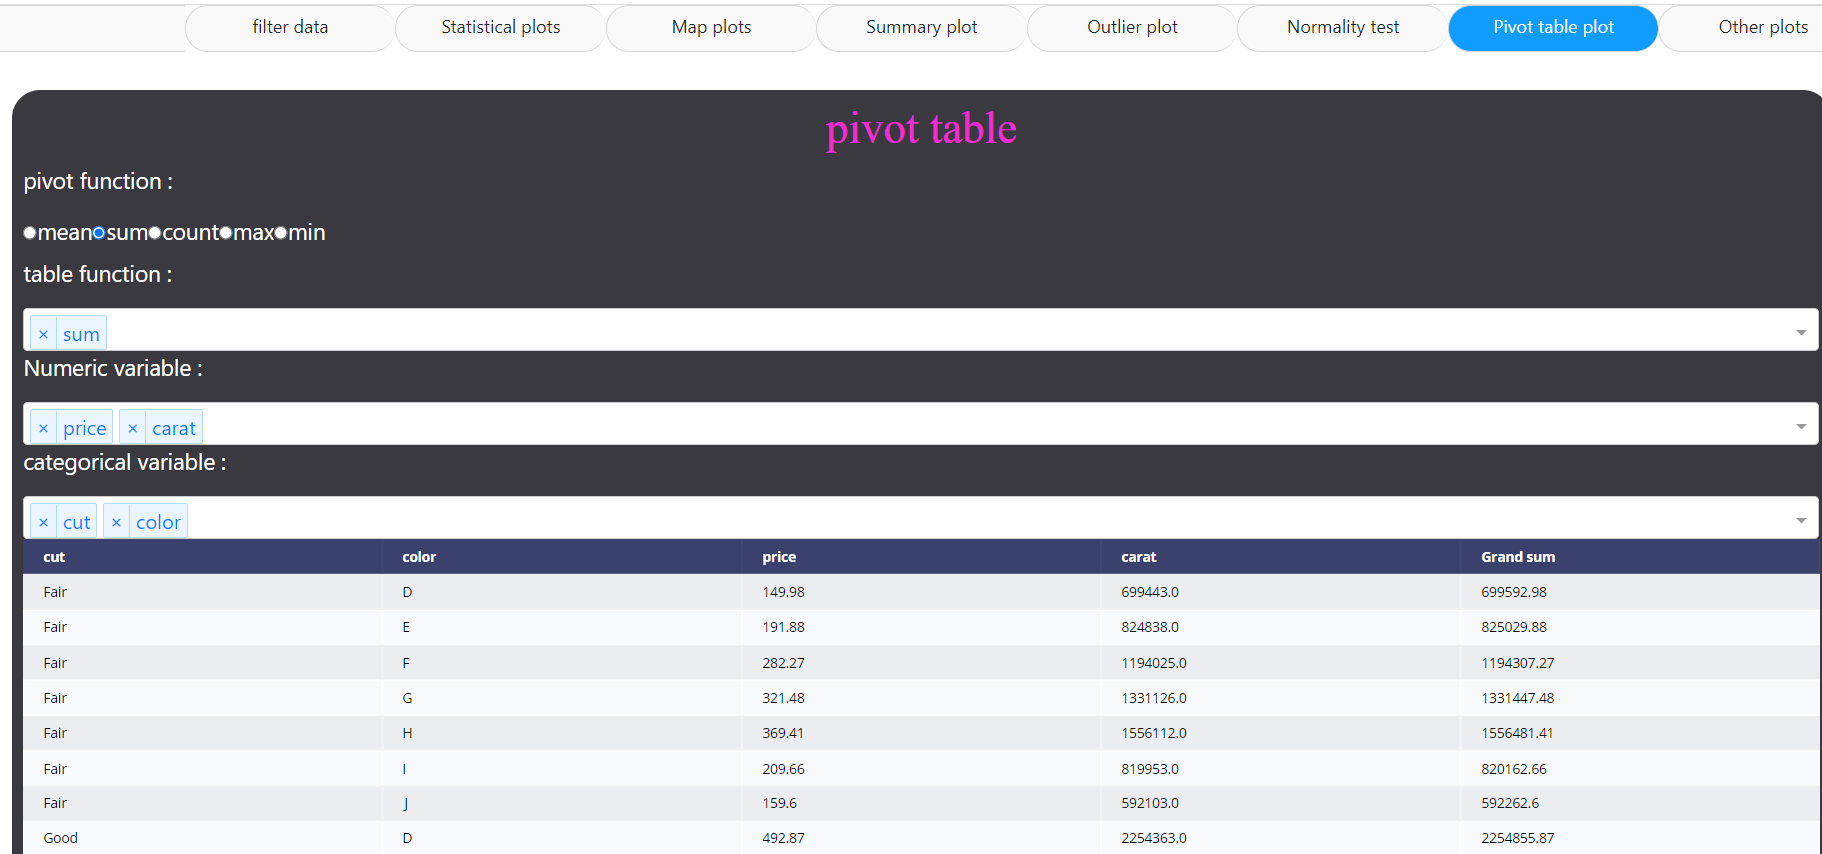 filter data Statistical plots Map plots Summary plot Outlier plot Normality test Pivot table plot Other plots
pivot table
pivot function :
mean sum count max min
table function :
× sum
Numeric variable :
× price × carat
categorical variable :
× cut × color
cut color price carat Grand sum
Fair D 149.98 699443.0 699592.98
Fair E 191.88 824838.0 825029.88
Fair F 282.27 1194025.0 1194307.27
Fair G 321.48 1331126.0 1331447.48
Fair H 369.41 1556112.0 1556481.41
Fair I 209.66 819953.0 820162.66
Fair J 159.6 592103.0 592262.6
Good D 492.87 2254363.0 2254855.87